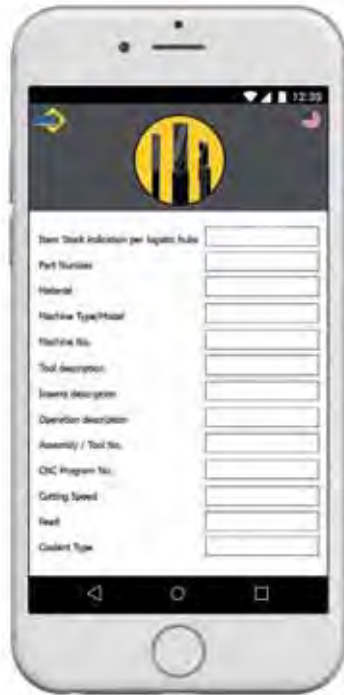 12:39
Item Stock indication per logistic hubs
Part Number
Material
Machine Type/Model
Machine No.
Tool description
Inserts description
Operation description
Assembly / Tool No.
CNC Program No.
Cutting Speed
Feed
Coolant Type